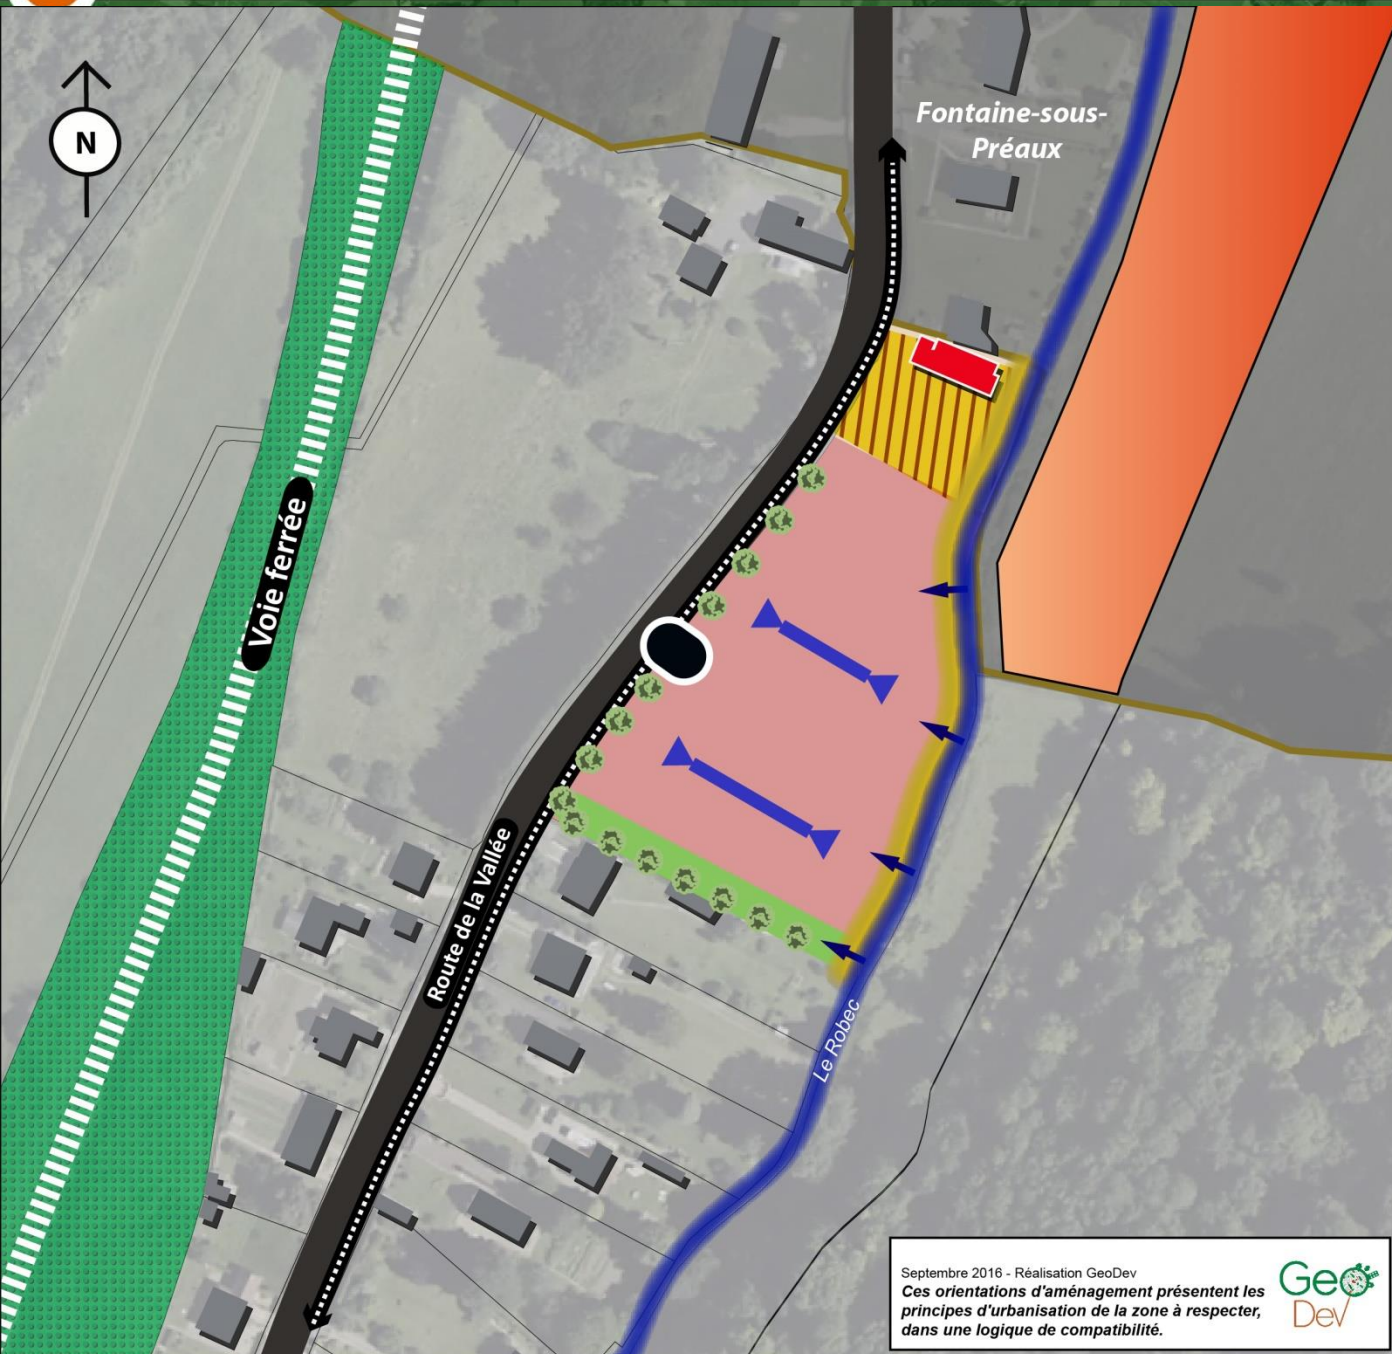 N
Fontaine-sous-
Préaux
Voie ferrée
Route de la Vallée
Le Robec
Septembre 2016 - Réalisation GeoDev
Ces orientations d'aménagement présentent les
principes d'urbanisation de la zone à respecter,
dans une logique de compatibilité.
Geo
Dev